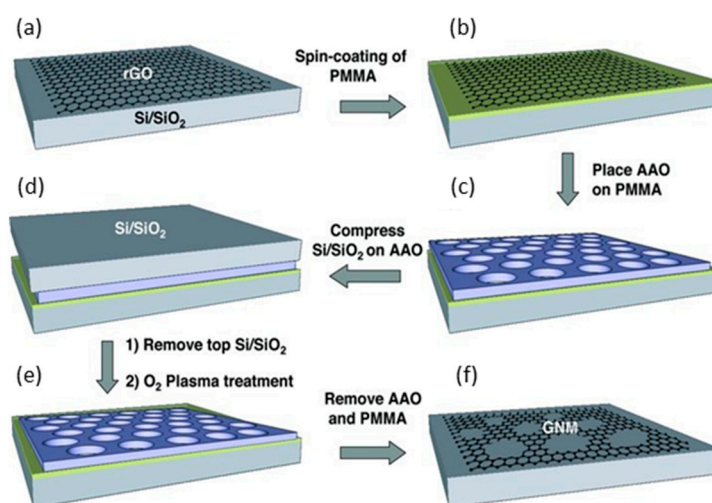 (a)
rGO
Si/SiO₂
Spin-coating of
PMMA
(b)
Place AAO
on PMMA
(d)
Si/SiO₂
Compress
Si/SiO₂ on AAO
(c)
1) Remove top Si/SiO₂
2) O₂ Plasma treatment
(e)
Remove AAO
and PMMA
(f)
GNM